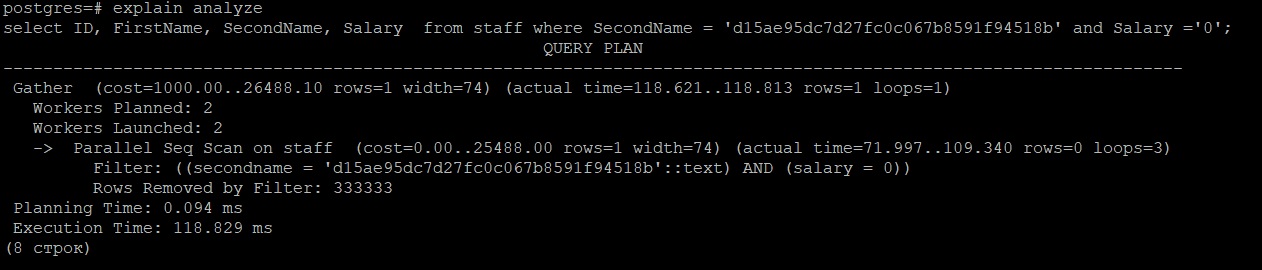 postgres=# explain analyze
select ID, FirstName, SecondName, Salary  from staff where SecondName = 'd15ae95dc7d27fc0c067b8591f94518b' and Salary ='0';
QUERY PLAN
----------------------------------------------------------------------------------------------------------------------
Gather  (cost=1000.00..26488.10 rows=1 width=74) (actual time=118.621..118.813 rows=1 loops=1)
Workers Planned: 2
Workers Launched: 2
->  Parallel Seq Scan on staff  (cost=0.00..25488.00 rows=1 width=74) (actual time=71.997..109.340 rows=0 loops=3)
Filter: ((secondname = 'd15ae95dc7d27fc0c067b8591f94518b'::text) AND (salary = 0))
Rows Removed by Filter: 333333
Planning Time: 0.094 ms
Execution Time: 118.829 ms
(8 строк)